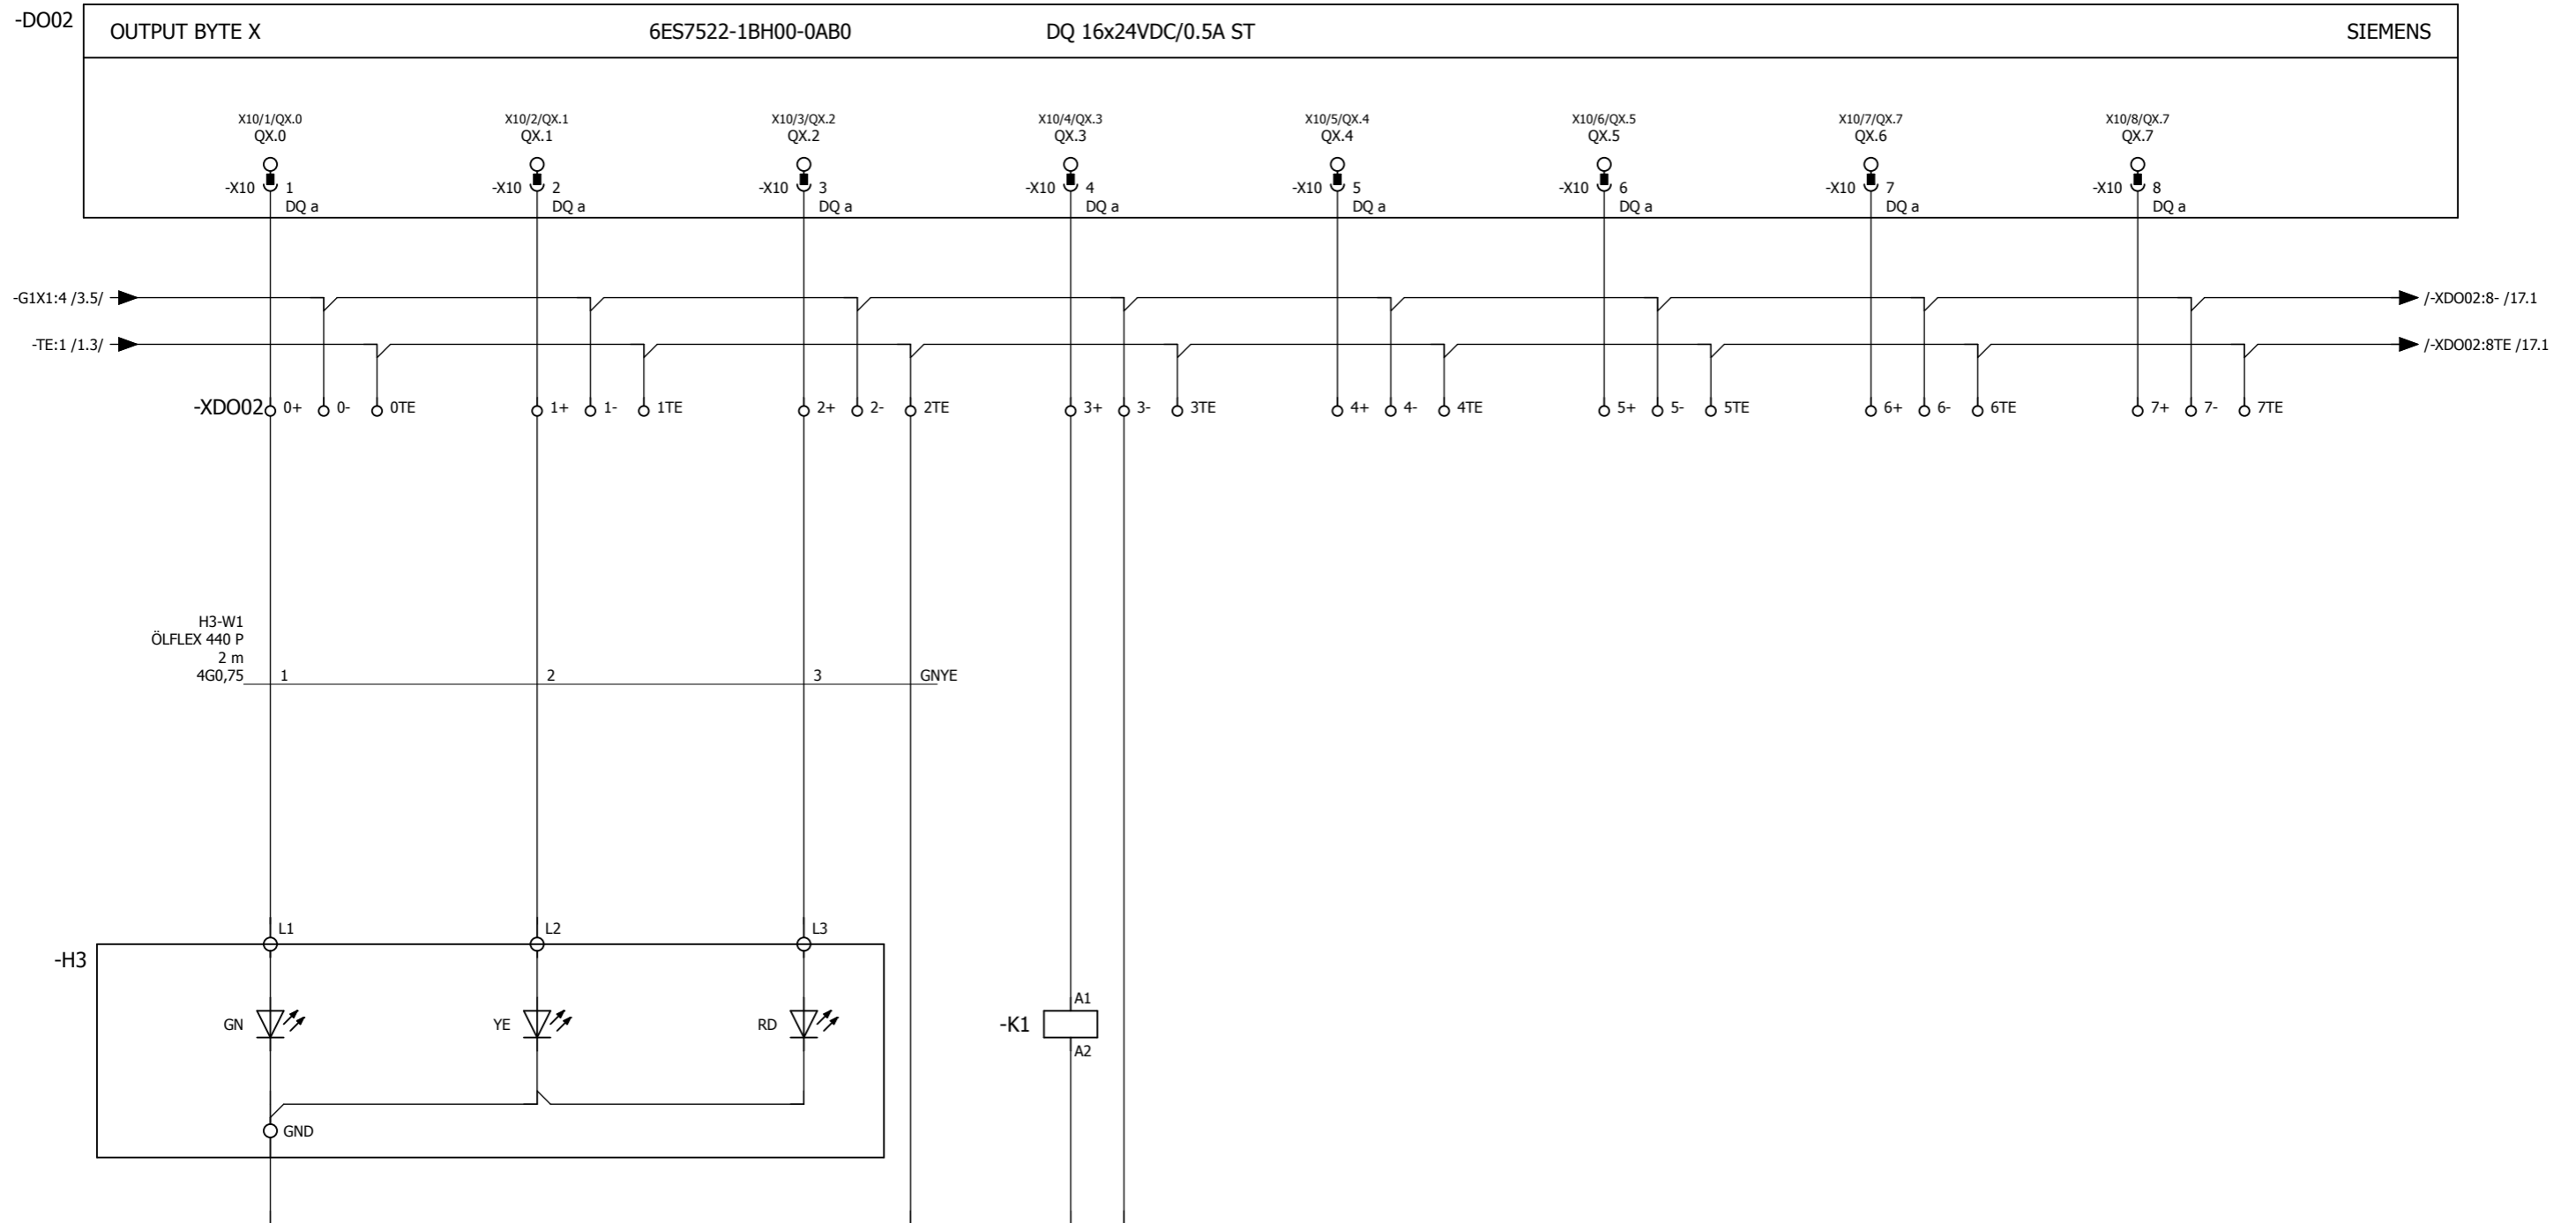 -DO02
OUTPUT BYTE X 6ES7522-1BH00-0AB0 DQ 16x24VDC/0.5A ST SIEMENS
X10/1/QX.0 X10/2/QX.1 X10/3/QX.2 X10/4/QX.3 X10/5/QX.4 X10/6/QX.5 X10/7/QX.7 X10/8/QX.7
QX.0 QX.1 QX.2 QX.3 QX.4 QX.5 QX.6 QX.7
-X10 1 -X10 2 -X10 3 -X10 4 -X10 5 -X10 6 -X10 7 -X10 8
DQ a DQ a DQ a DQ a DQ a DQ a DQ a DQ a
-G1X1:4 /3.5/ /-XDO02:8- /17.1
-TE:1 /1.3/ /-XDO02:8TE /17.1
-XDO02 0+ 0- 0TE 1+ 1- 1TE 2+ 2- 2TE 3+ 3- 3TE 4+ 4- 4TE 5+ 5- 5TE 6+ 6- 6TE 7+ 7- 7TE
H3-W1
ÖLFLEX 440 P
2 m
4G0,75 1 2 3 GNYE
L1 L2 L3
-H3
A1
GN YE RD -K1
A2
GND